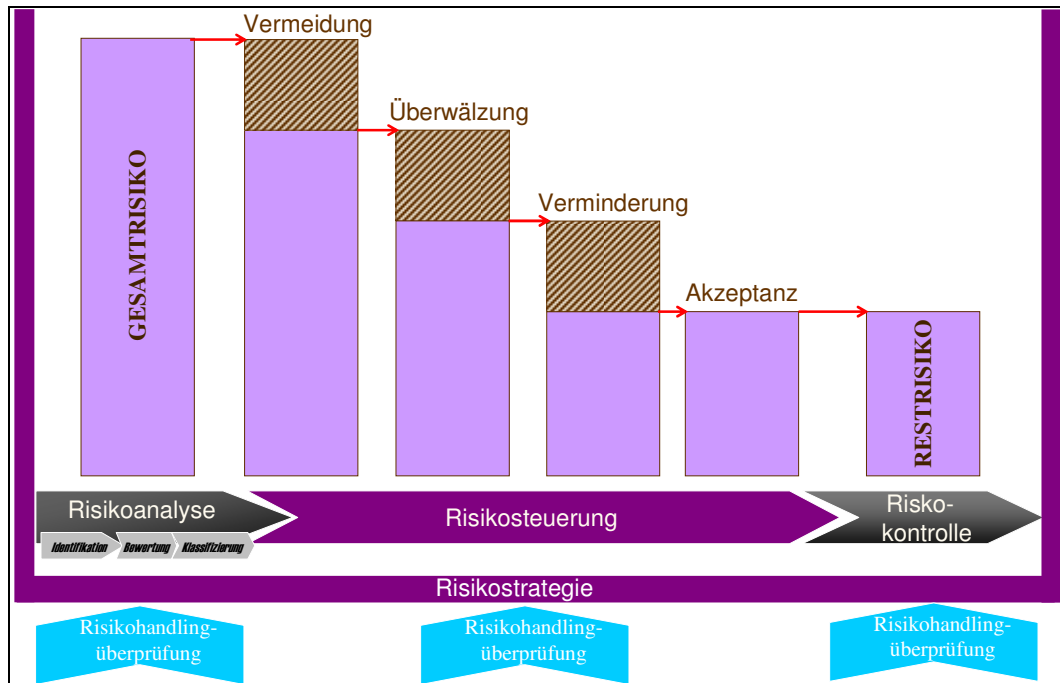 Vermeidung
Überwälzung
Verminderung
Akzeptanz
GESAMTRISIKO
RESTRISIKO
Risikoanalyse
Identifikation
Bewertung
Klassifizierung
Risikosteuerung
Risko-
kontrolle
Risikostrategie
Risikohandling-
überprüfung
Risikohandling-
überprüfung
Risikohandling-
überprüfung